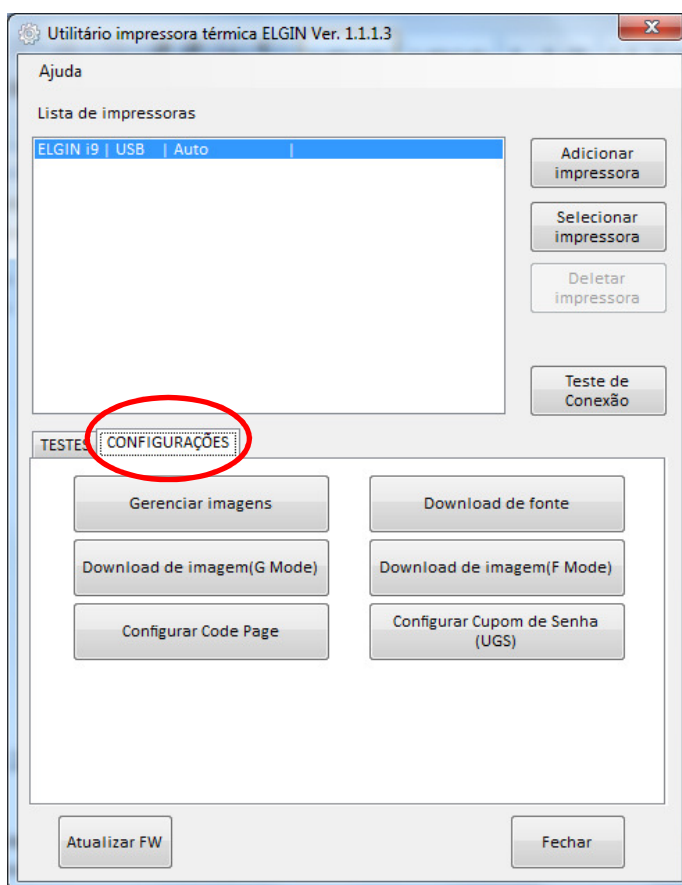 Utilitário impressora térmica ELGIN Ver. 1.1.1.3
Ajuda
Lista de impressoras
ELGIN i9 | USB | Auto |
Adicionar
impressora
Selecionar
impressora
Deletar
impressora
Teste de
Conexão
TESTES
CONFIGURAÇÕES
Gerenciar imagens
Download de fonte
Download de imagem(G Mode)
Download de imagem(F Mode)
Configurar Code Page
Configurar Cupom de Senha
(UGS)
Atualizar FW
Fechar